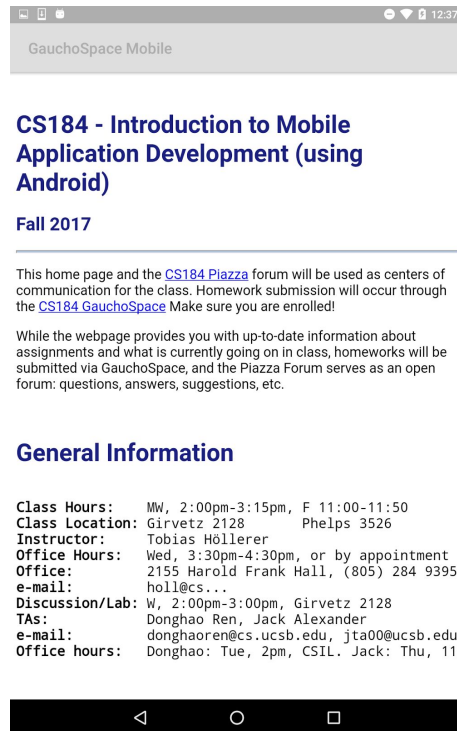 12:37
GauchoSpace Mobile
CS184 - Introduction to Mobile
Application Development (using
Android)
Fall 2017
This home page and the CS184 Piazza forum will be used as centers of
communication for the class. Homework submission will occur through
the CS184 GauchoSpace Make sure you are enrolled!
While the webpage provides you with up-to-date information about
assignments and what is currently going on in class, homeworks will be
submitted via GauchoSpace, and the Piazza Forum serves as an open
forum: questions, answers, suggestions, etc.
General Information
Class Hours: MW, 2:00pm-3:15pm, F 11:00-11:50
Class Location: Girvetz 2128 Phelps 3526
Instructor: Tobias Höllerer
Office Hours: Wed, 3:30pm-4:30pm, or by appointment
Office: 2155 Harold Frank Hall, (805) 284 9395
e-mail: holl@cs...
Discussion/Lab: W, 2:00pm-3:00pm, Girvetz 2128
TAs: Donghao Ren, Jack Alexander
e-mail: donghaoren@cs.ucsb.edu, jta00@ucsb.edu
Office hours: Donghao: Tue, 2pm, CSIL. Jack: Thu, 11